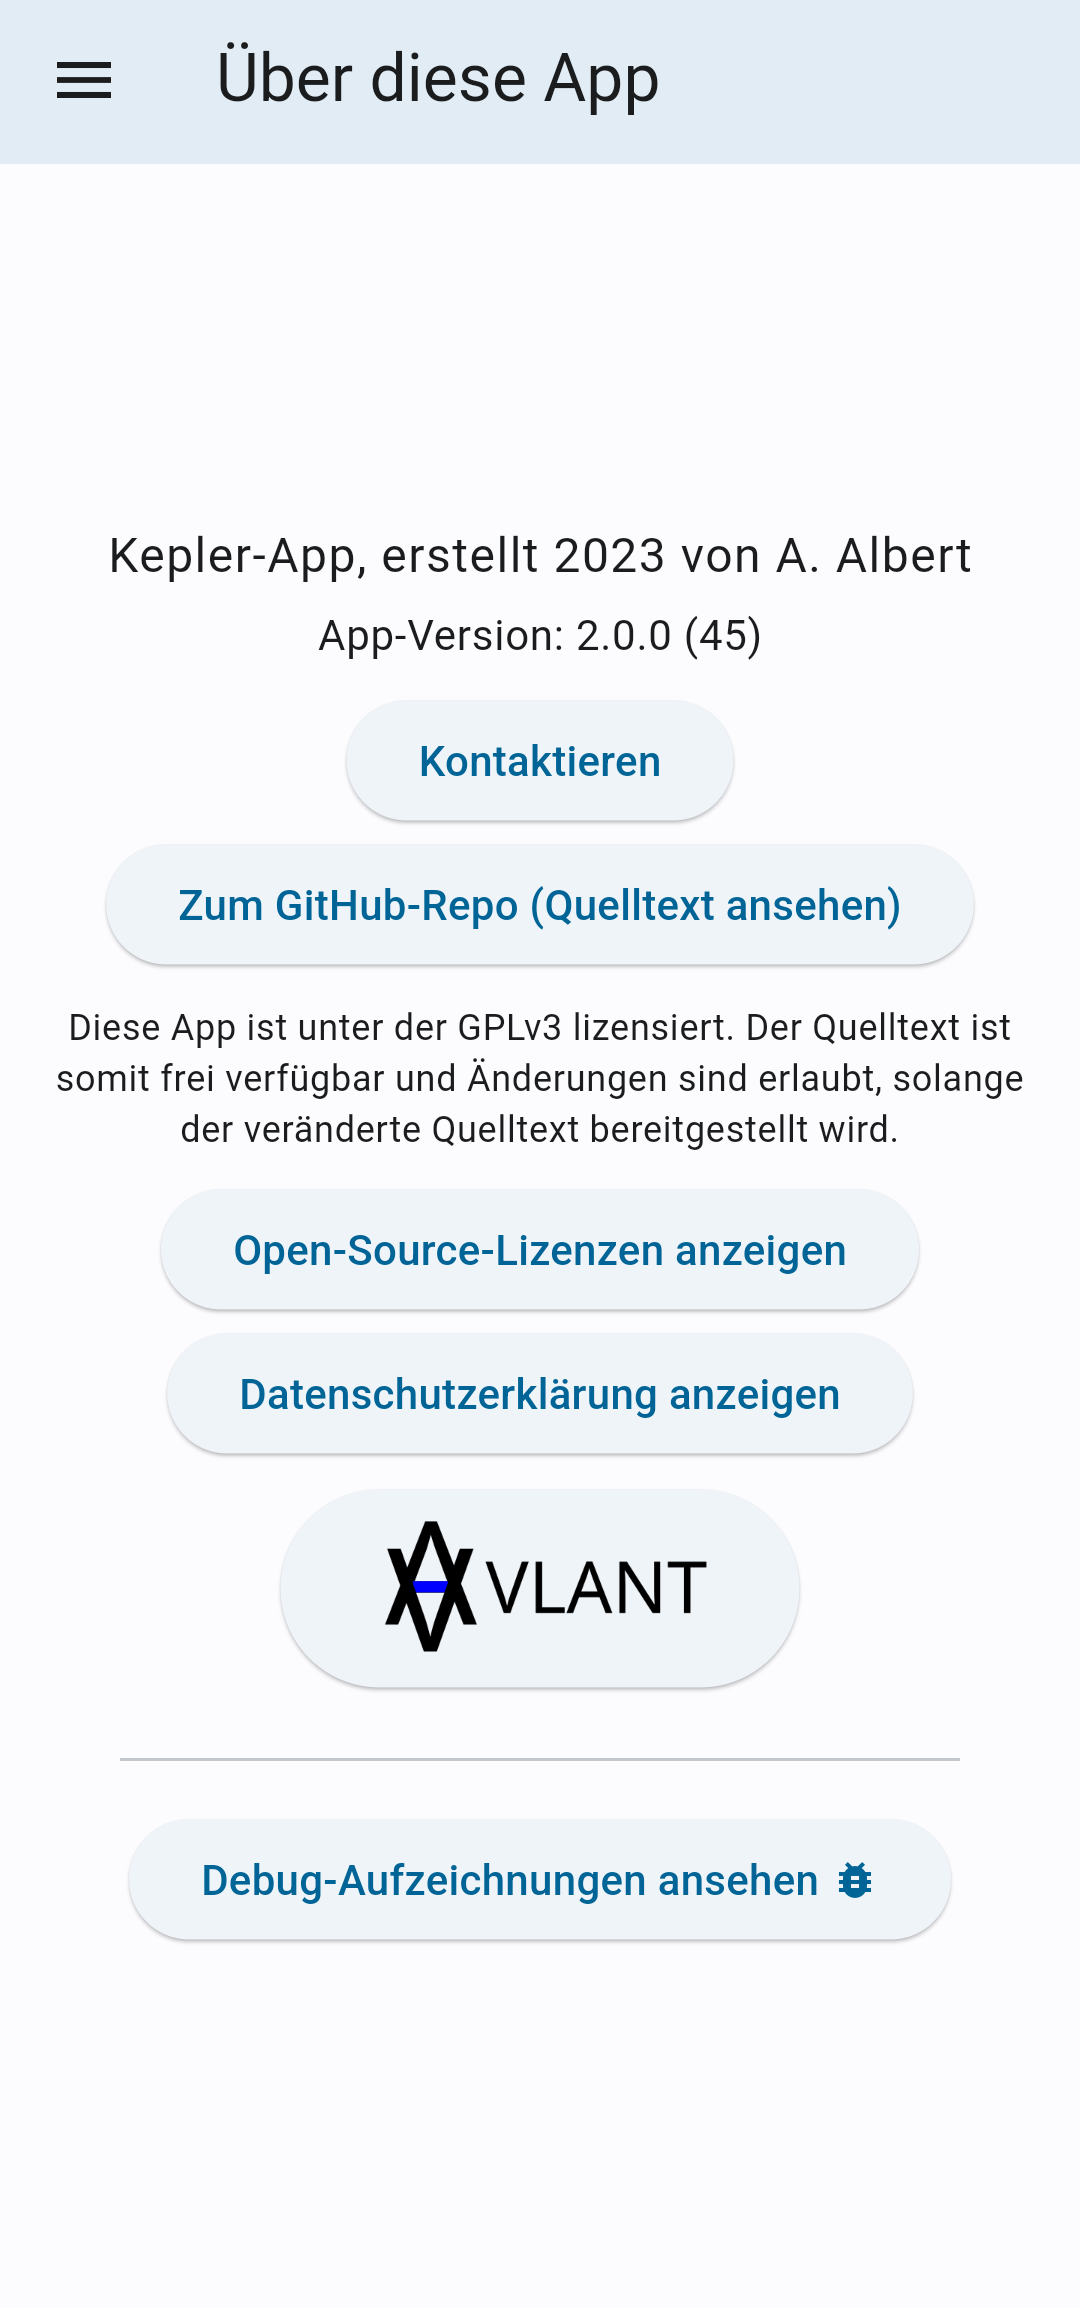 Über diese App
Kepler-App, erstellt 2023 von A. Albert
App-Version: 2.0.0 (45)
Kontaktieren
Zum GitHub-Repo (Quelltext ansehen)
Diese App ist unter der GPLv3 lizensiert. Der Quelltext ist
somit frei verfügbar und Änderungen sind erlaubt, solange
der veränderte Quelltext bereitgestellt wird.
Open-Source-Lizenzen anzeigen
Datenschutzerklärung anzeigen
VLANT
Debug-Aufzeichnungen ansehen